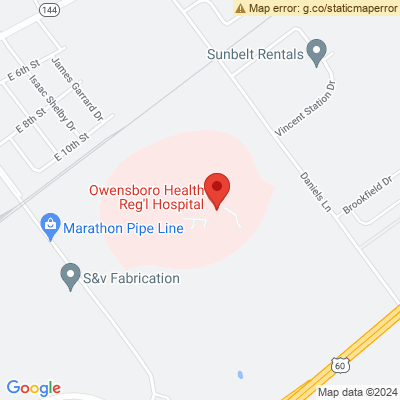 Map error: g.co/staticmaperror
144
Sunbelt Rentals
E 6th St
James Garrard Dr
Isaac Shelby Dr
E 8th St
E 10th St
Vincent Station Dr
Owensboro Health
Reg'l Hospital
Daniels Ln
Brookfield Dr
Marathon Pipe Line
S&v Fabrication
60
Google
Map data ©2024